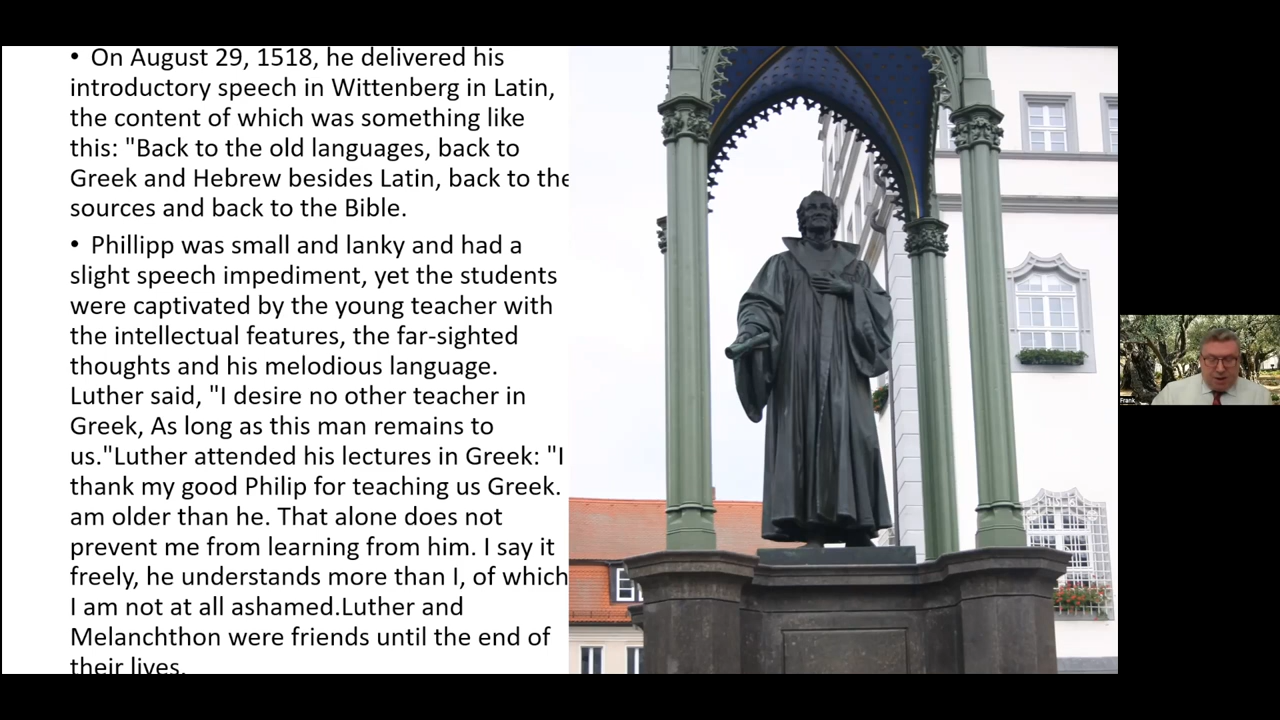 • On August 29, 1518, he delivered his
introductory speech in Wittenberg in Latin,
the content of which was something like
this: "Back to the old languages, back to
Greek and Hebrew besides Latin, back to the
sources and back to the Bible.
• Phillipp was small and lanky and had a
slight speech impediment, yet the students
were captivated by the young teacher with
the intellectual features, the far-sighted
thoughts and his melodious language.
Luther said, "I desire no other teacher in
Greek, As long as this man remains to
us."Luther attended his lectures in Greek: "I
thank my good Philip for teaching us Greek.
am older than he. That alone does not
prevent me from learning from him. I say it
freely, he understands more than I, of which
I am not at all ashamed.Luther and
Melanchthon were friends until the end of
their lives.
Frank